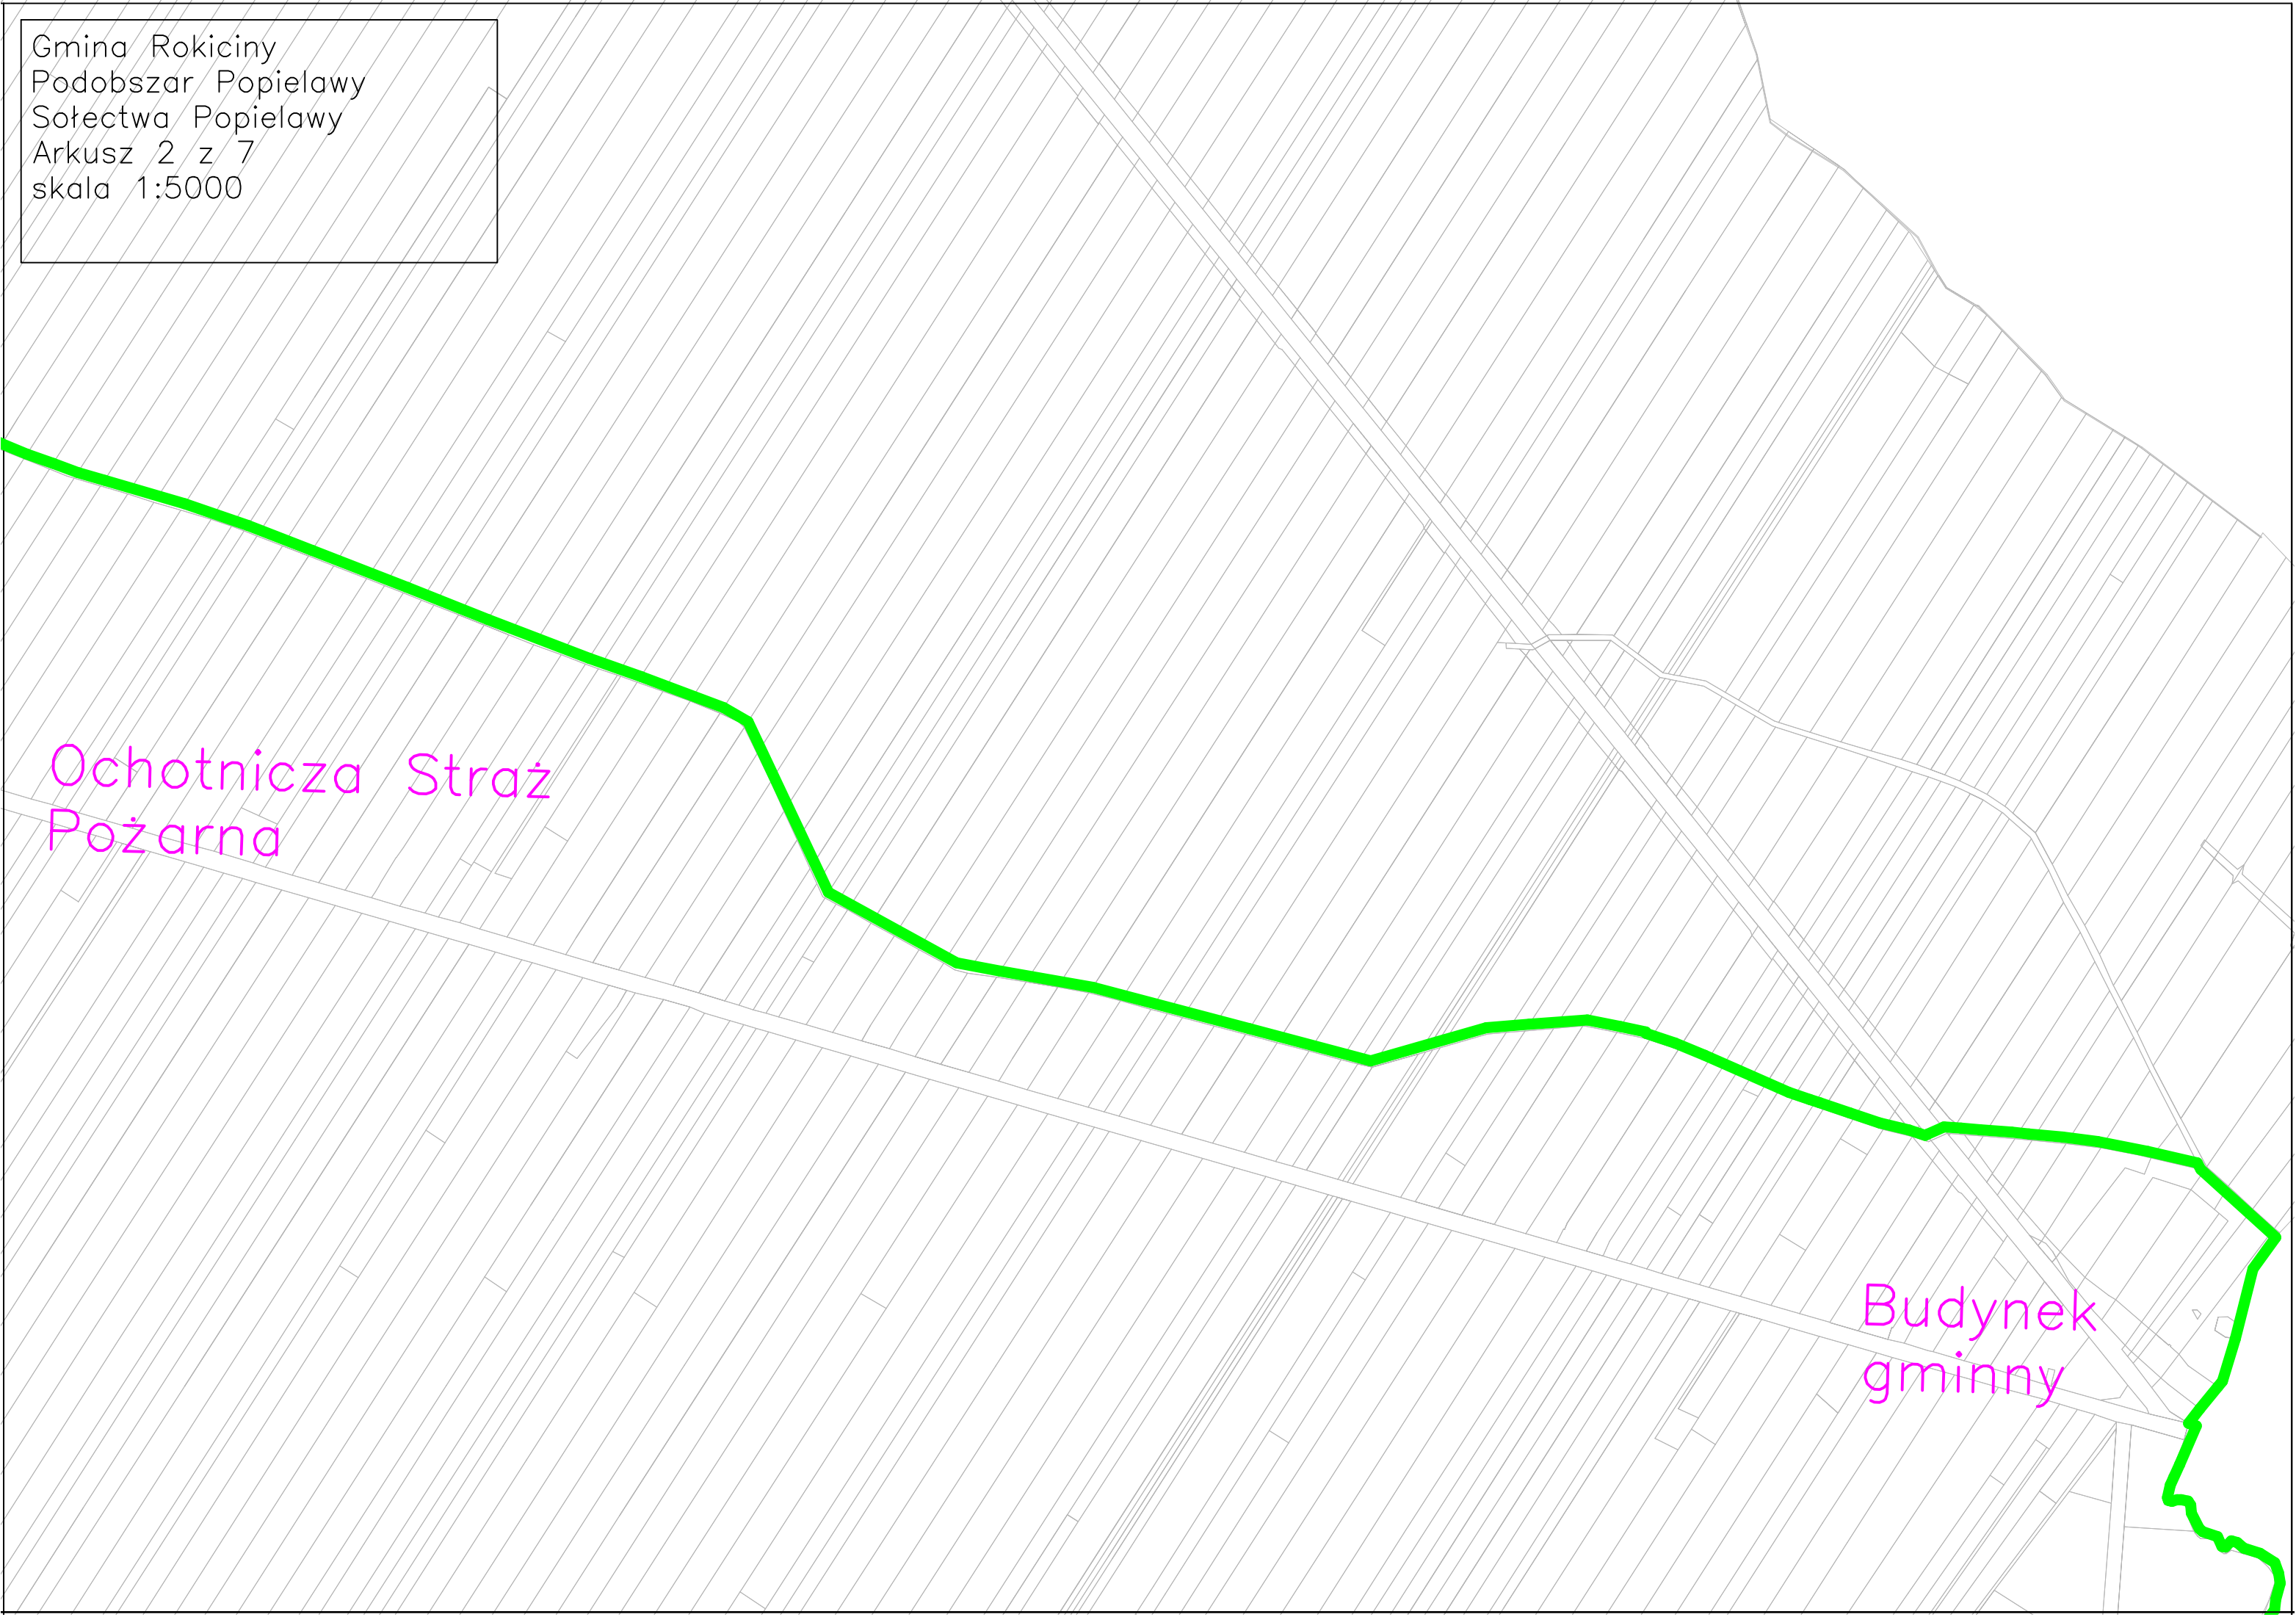 Gmina Rokiciny
Podobszar Popielawy
Sołectwa Popielawy
Arkusz 2 z 7
skala 1:5000
Ochotnicza Straż
Pożarna
Budynek
gminny